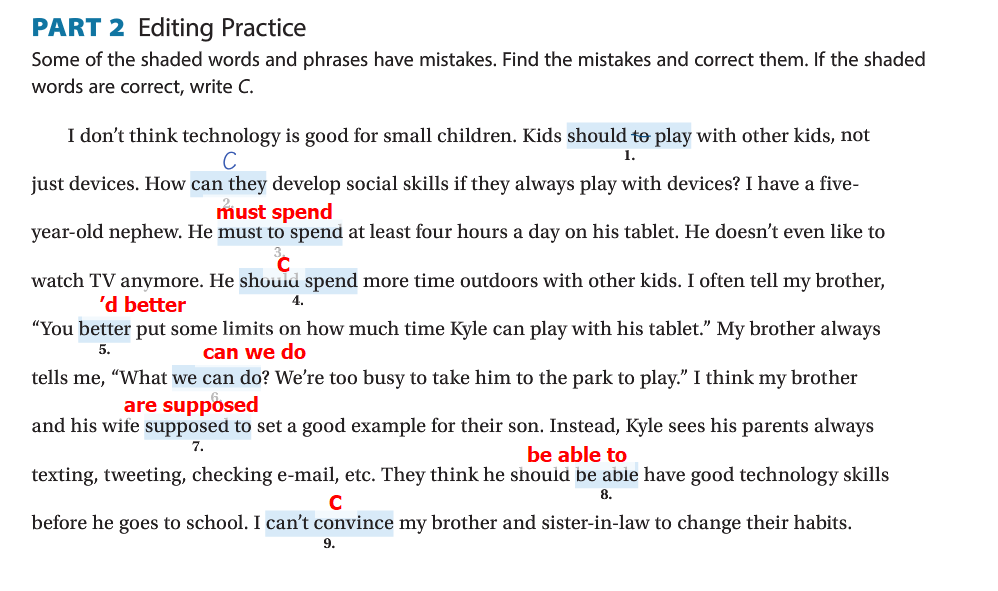 PART 2 Editing Practice
Some of the shaded words and phrases have mistakes. Find the mistakes and correct them. If the shaded
words are correct, write C.
I don't think technology is good for small children. Kids should to play with other kids, not
1.
C
just devices. How can they develop social skills if they always play with devices? I have a five-
2.
must spend
year-old nephew. He must to spend at least four hours a day on his tablet. He doesn't even like to
3.
C
watch TV anymore. He should spend more time outdoors with other kids. I often tell my brother,
4.
'd better
“You better put some limits on how much time Kyle can play with his tablet.” My brother always
5.
can we do
tells me, “What we can do? We're too busy to take him to the park to play.” I think my brother
6.
are supposed
and his wife supposed to set a good example for their son. Instead, Kyle sees his parents always
7.
be able to
texting, tweeting, checking e-mail, etc. They think he should be able have good technology skills
8.
C
before he goes to school. I can't convince my brother and sister-in-law to change their habits.
9.